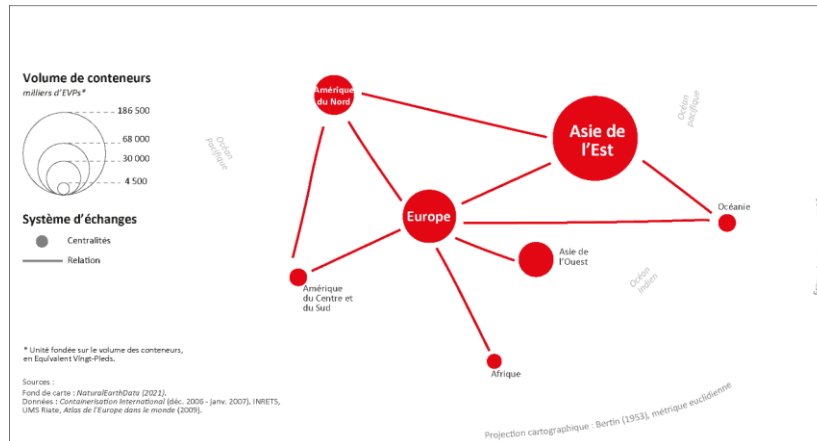 Volume de conteneurs
milliers d'EVPs*
186 500
68 000
30 000
4 500
Système d'échanges
Centralités
Relation
Amérique
du Nord
Asie de
l'Est
Europe
Océanie
Asie de
l'Ouest
Amérique
du Centre et
du Sud
Afrique
Océan
Pacifique
Océan
pacifique
Océan
Indien
* Unité fondée sur le volume des conteneurs,
en Equivalent Vingt-Pieds.
Sources :
Fond de carte : NaturalEarthData (2021).
Données : Containerisation International (déc. 2006 - janv. 2007). INRETS,
UMS Riate, Atlas de l'Europe dans le monde (2009).
Projection cartographique : Bertin (1953), métrique euclidienne